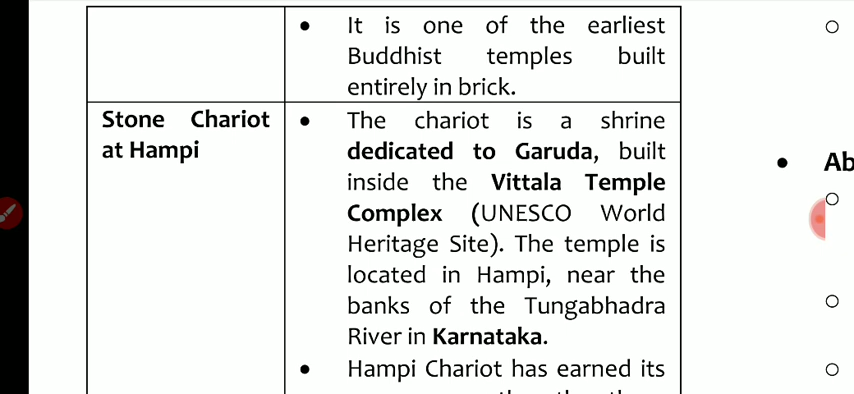 It is one of the earliest
Buddhist temples built
entirely in brick.
Stone Chariot
at Hampi
The chariot is a shrine
dedicated to Garuda, built
inside the Vittala Temple
Complex (UNESCO World
Heritage Site). The temple is
located in Hampi, near the
banks of the Tungabhadra
River in Karnataka.
Hampi Chariot has earned its
Ab